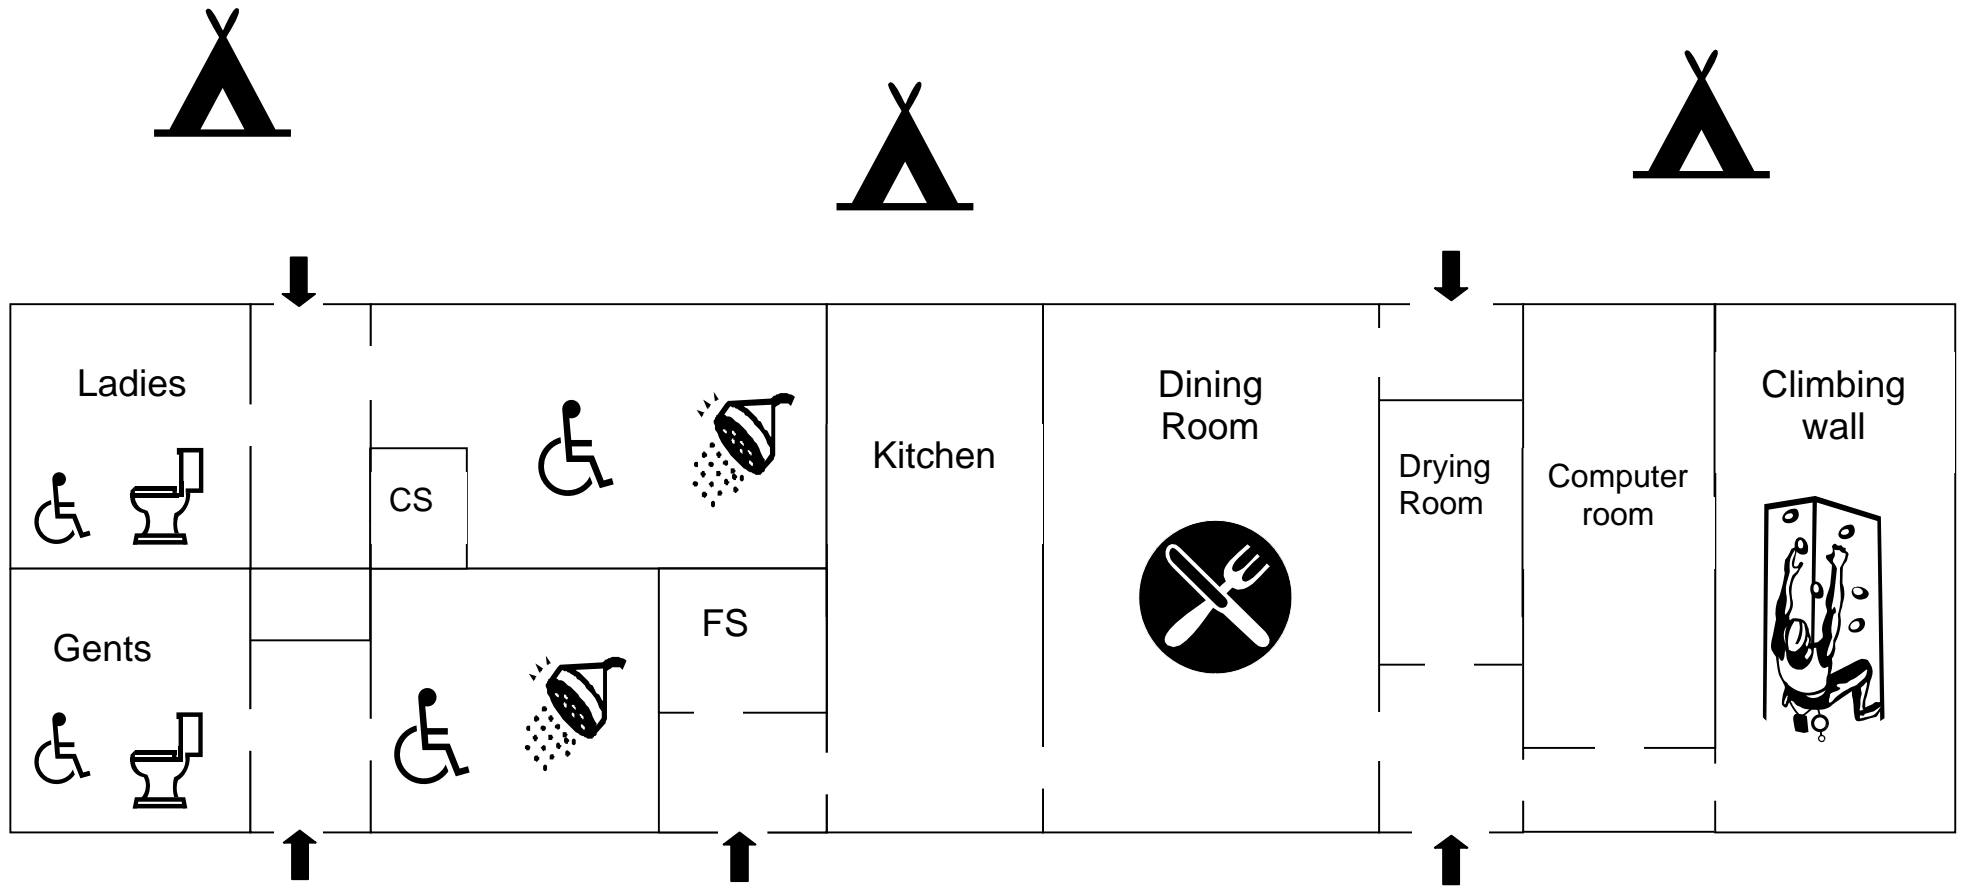 Ladies
CS
Kitchen
Dining
Room
Drying
Room
Computer
room
Climbing
wall
Gents
FS